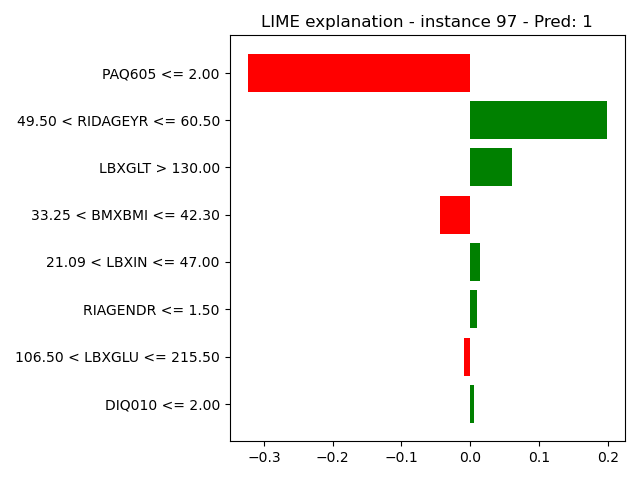 LIME explanation - instance 97 - Pred: 1
PAQ605 <= 2.00
49.50 < RIDAGEYR <= 60.50
LBXGLT > 130.00
33.25 < BMXBMI <= 42.30
21.09 < LBXIN <= 47.00
RIAGENDR <= 1.50
106.50 < LBXGLU <= 215.50
DIQ010 <= 2.00
−0.3 −0.2 −0.1 0.0 0.1 0.2